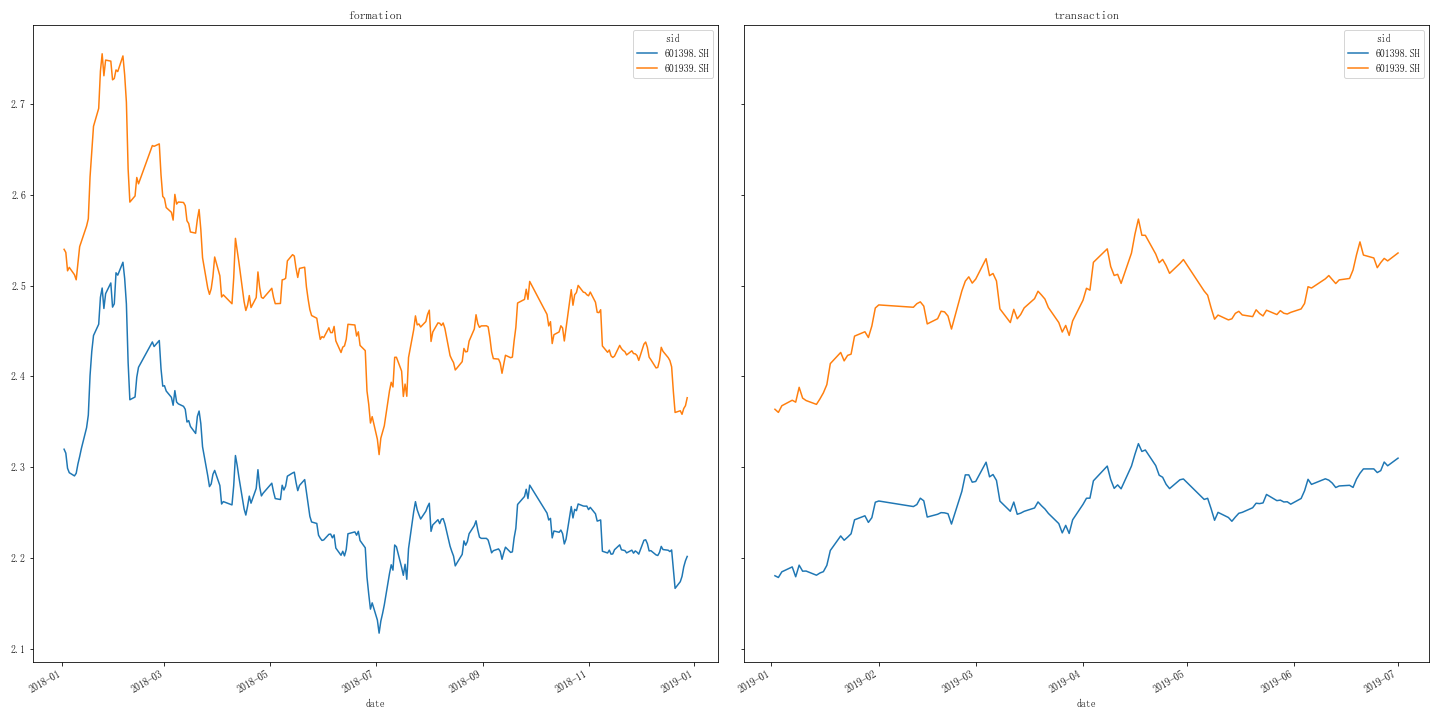 formation
sid
601398.SH
601939.SH
2.7
2.6
2.5
2.4
2.3
2.2
2.1
2018-01
2018-03
2018-05
2018-07
2018-09
2018-11
2019-01
date
transaction
sid
601398.SH
601939.SH
2019-01
2019-02
2019-03
2019-04
2019-05
2019-06
2019-07
date